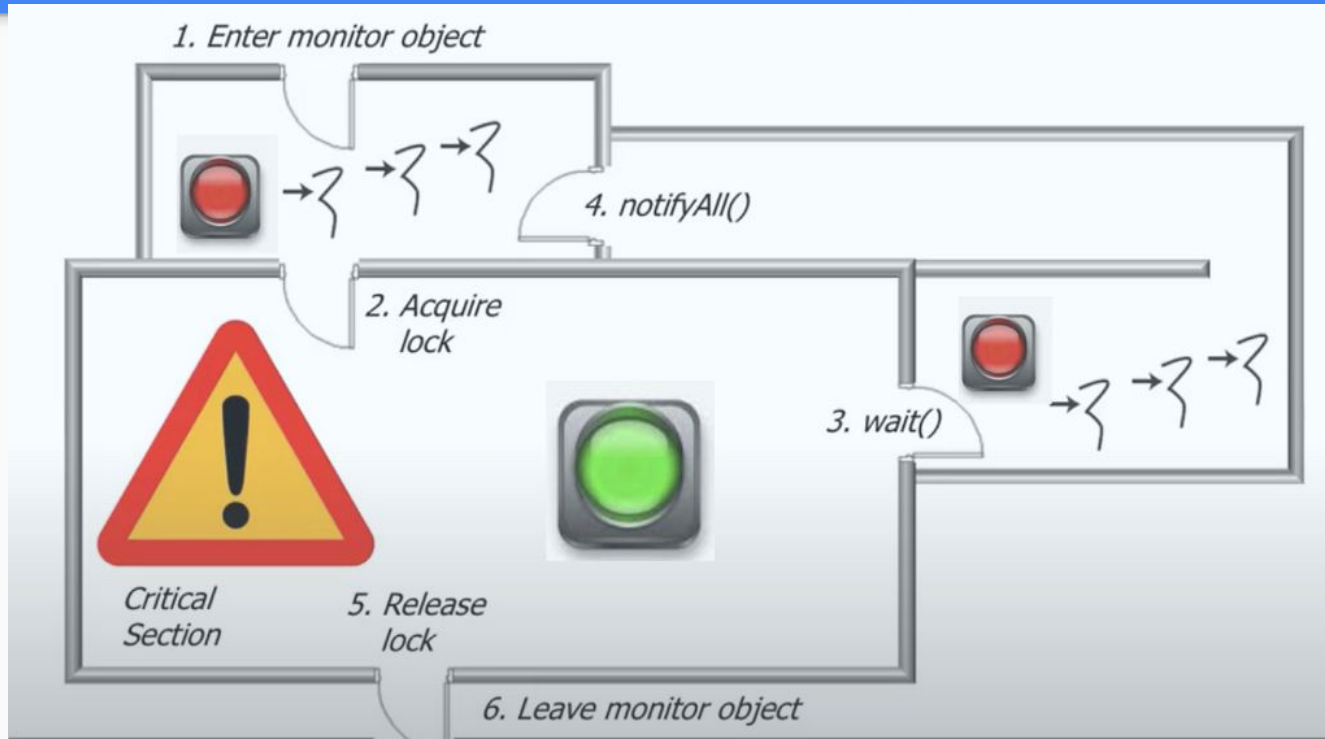 1. Enter monitor object
4. notifyAll()
2. Acquire
lock
3. wait()
Critical
Section
5. Release
lock
6. Leave monitor object